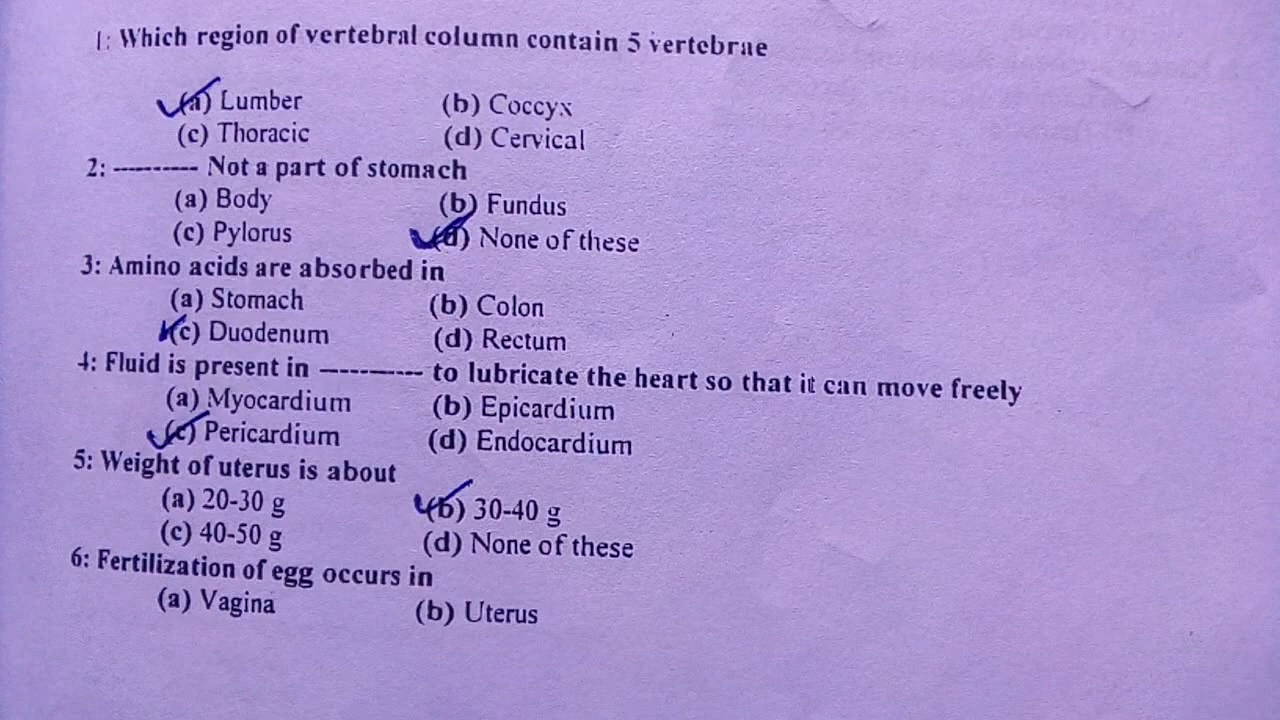 1: Which region of vertebral column contain 5 vertebrae
(a) Lumber (b) Coccyx
(c) Thoracic (d) Cervical
2: ---------- Not a part of stomach
(a) Body (b) Fundus
(c) Pylorus (d) None of these
3: Amino acids are absorbed in
(a) Stomach (b) Colon
(c) Duodenum (d) Rectum
4: Fluid is present in ----------- to lubricate the heart so that it can move freely
(a) Myocardium (b) Epicardium
(c) Pericardium (d) Endocardium
5: Weight of uterus is about
(a) 20-30 g (b) 30-40 g
(c) 40-50 g (d) None of these
6: Fertilization of egg occurs in
(a) Vagina (b) Uterus